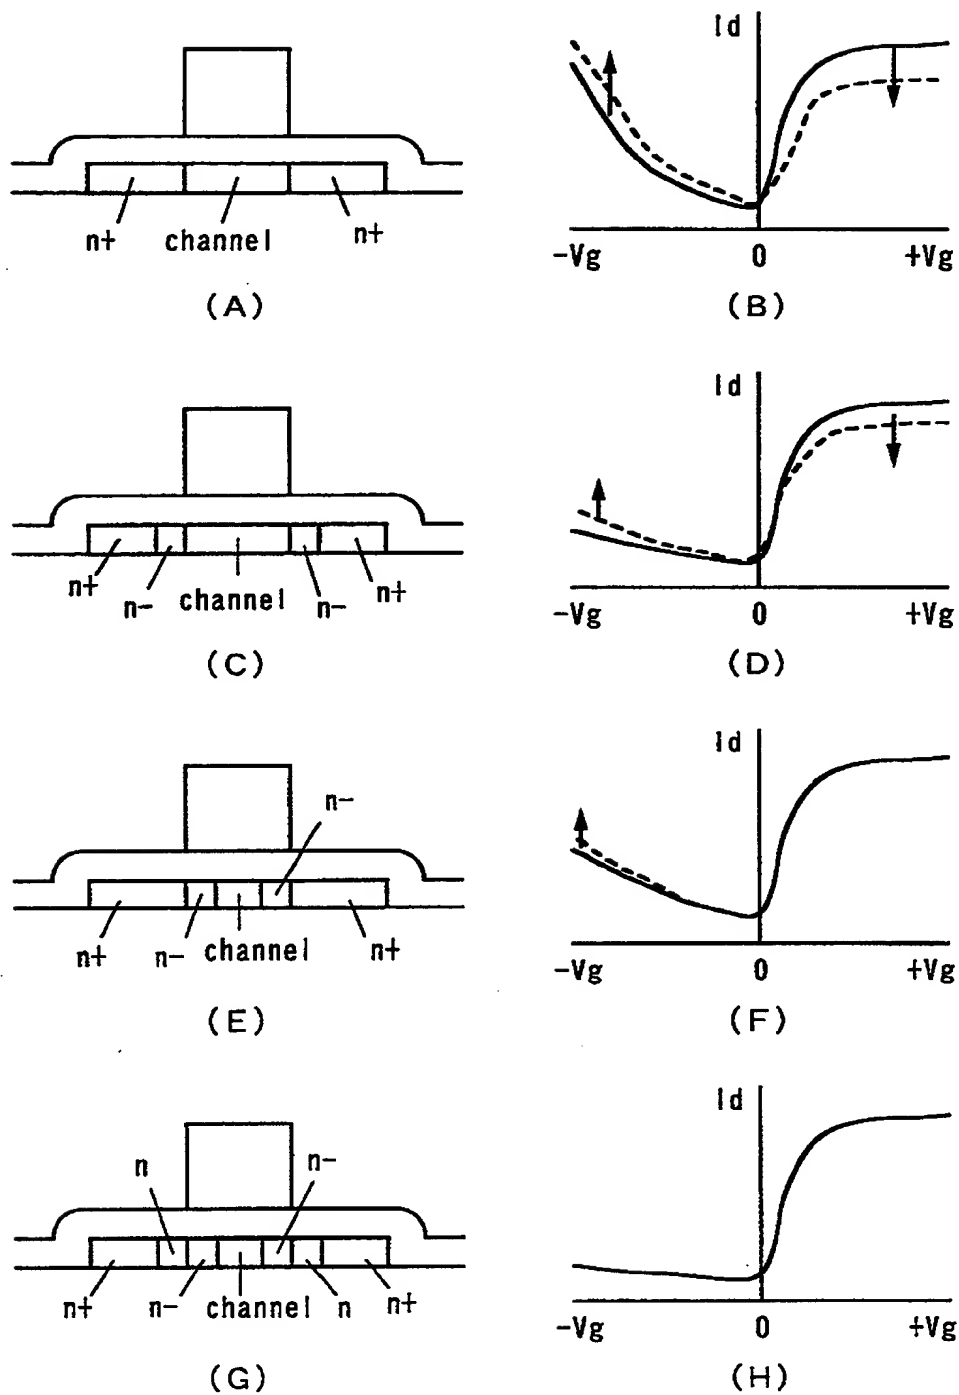 Id
n+ channel n+
-Vg 0 +Vg
(A)
(B)
Id
n+ n- channel n- n+
-Vg 0 +Vg
(C)
(D)
Id
n-
n+ n- channel n+
-Vg 0 +Vg
(E)
(F)
Id
n n-
n+ n- channel n n+
-Vg 0 +Vg
(G)
(H)